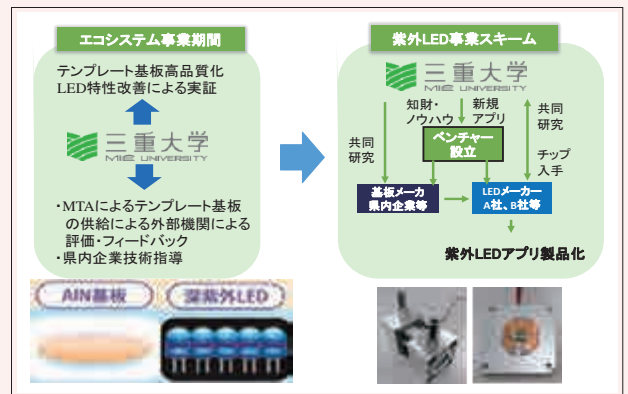 エコシステム事業期間
テンプレート基板高品質化
LED特性改善による実証
三重大学
MIE UNIVERSITY
・MTAによるテンプレート基板
の供給による外部機関による
評価・フィードバック
・県内企業技術指導
AlN基板
深紫外LED
紫外LED事業スキーム
三重大学
MIE UNIVERSITY
知財・
ノウハウ
新規
アプリ
共同
研究
ベンチャー
設立
共同
研究
チップ
入手
基板メーカ
県内企業等
LEDメーカー
A社、B社等
紫外LEDアプリ製品化